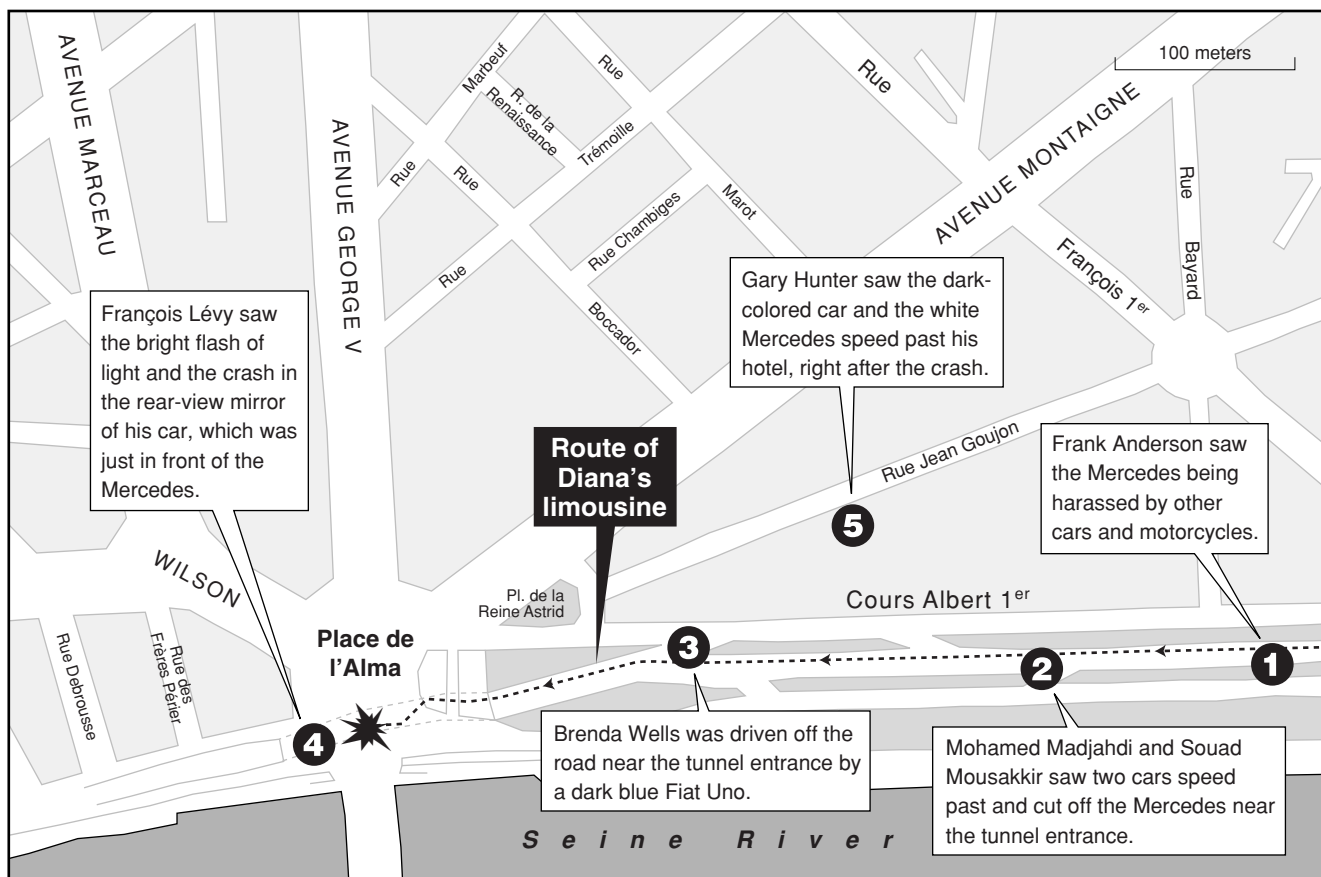 100 meters
AVENUE MARCEAU
AVENUE GEORGE V
Rue
Marbeuf
R. de la
Renaissance
Rue
Trémoille
Rue
Boccador
Rue
Marot
Rue Chambiges
Rue
François 1er
AVENUE MONTAIGNE
Rue
Bayard
François Lévy saw
the bright flash of
light and the crash in
the rear-view mirror
of his car, which was
just in front of the
Mercedes.
Gary Hunter saw the dark-
colored car and the white
Mercedes speed past his
hotel, right after the crash.
Route of
Diana’s
limousine
Rue Jean Goujon
Frank Anderson saw
the Mercedes being
harassed by other
cars and motorcycles.
5
WILSON
Pl. de la
Reine Astrid
Cours Albert 1er
Place de
l’Alma
Rue Debrousse
Rue des
Frères Périer
3
2
1
4
Brenda Wells was driven off the
road near the tunnel entrance by
a dark blue Fiat Uno.
Mohamed Madjahdi and Souad
Mousakkir saw two cars speed
past and cut off the Mercedes near
the tunnel entrance.
Seine River